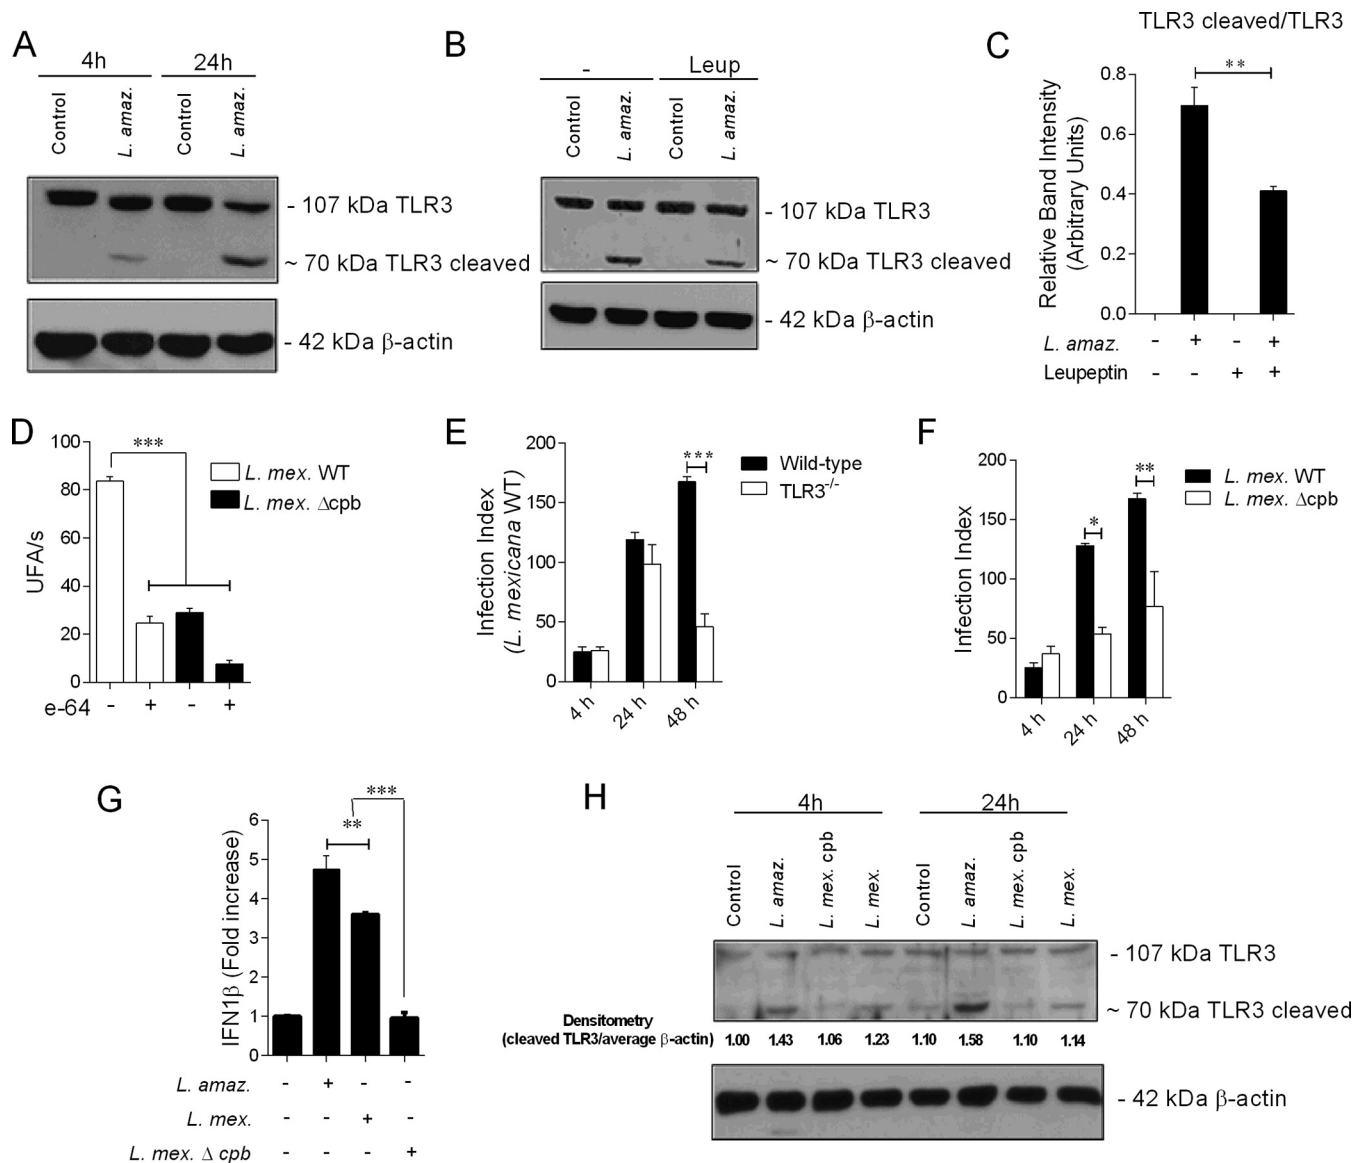 A
4h
24h
Control
L. amaz.
Control
L. amaz.
- 107 kDa TLR3
~ 70 kDa TLR3 cleaved
- 42 kDa β-actin
B
-
Leup
Control
L. amaz.
Control
L. amaz.
- 107 kDa TLR3
~ 70 kDa TLR3 cleaved
- 42 kDa β-actin
TLR3 cleaved/TLR3
C
Relative Band Intensity
(Arbitrary Units)
0.8
0.6
0.4
0.2
0.0
**
L. amaz. - + - +
Leupeptin - - + +
D
UFA/s
100
80
60
40
20
0
***
L. mex. WT
L. mex. Δcpb
e-64 - + - +
E
Infection Index
(L. mexicana WT)
200
150
100
50
0
***
Wild-type
TLR3-/-
4 h
24 h
48 h
F
Infection Index
200
150
100
50
0
*
**
L. mex. WT
L. mex. Δcpb
4 h
24 h
48 h
G
IFN1β (Fold increase)
6
5
4
3
2
1
0
***
**
L. amaz. - + - -
L. mex. - - + -
L. mex. Δ cpb - - - +
H
4h
24h
Control
L. amaz.
L. mex. cpb
L. mex.
Control
L. amaz.
L. mex. cpb
L. mex.
- 107 kDa TLR3
~ 70 kDa TLR3 cleaved
Densitometry
(cleaved TLR3/average β-actin) 1.00 1.43 1.06 1.23 1.10 1.58 1.10 1.14
- 42 kDa β-actin